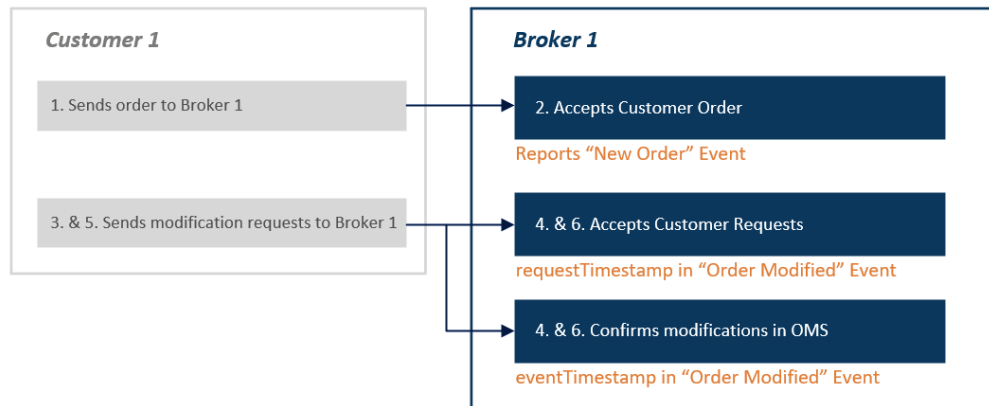 Customer 1
1. Sends order to Broker 1
3. & 5. Sends modification requests to Broker 1
Broker 1
2. Accepts Customer Order
Reports “New Order” Event
4. & 6. Accepts Customer Requests
requestTimestamp in “Order Modified” Event
4. & 6. Confirms modifications in OMS
eventTimestamp in “Order Modified” Event